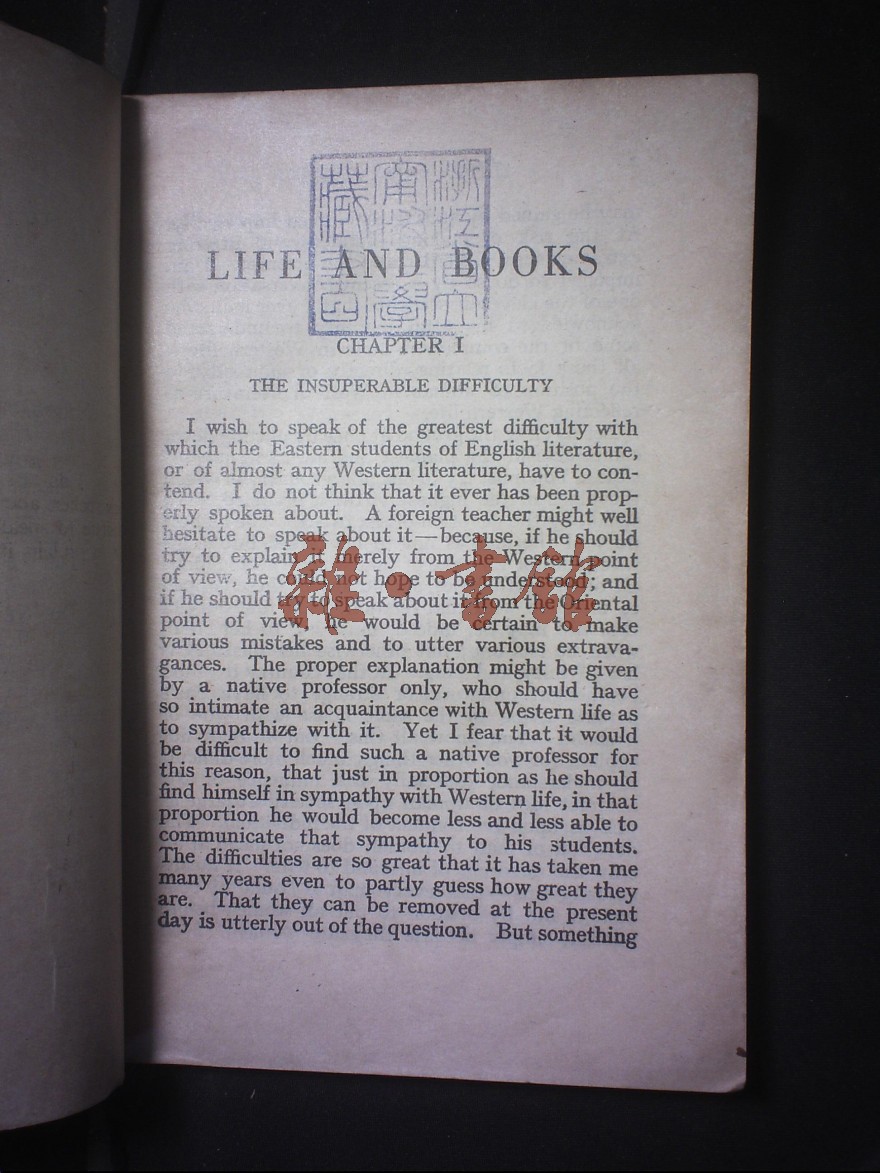 LIFE AND BOOKS
CHAPTER I
THE INSUPERABLE DIFFICULTY
I wish to speak of the greatest difficulty with
which the Eastern students of English literature,
or of almost any Western literature, have to con-
tend. I do not think that it ever has been prop-
erly spoken about. A foreign teacher might well
hesitate to speak about it—because, if he should
try to explain it merely from the Western point
of view, he could not hope to be understood; and
if he should try to speak about it from the Oriental
point of view, he would be certain to make
various mistakes and to utter various extrava-
gances. The proper explanation might be given
by a native professor only, who should have
so intimate an acquaintance with Western life as
to sympathize with it. Yet I fear that it would
be difficult to find such a native professor for
this reason, that just in proportion as he should
find himself in sympathy with Western life, in that
proportion he would become less and less able to
communicate that sympathy to his students.
The difficulties are so great that it has taken me
many years even to partly guess how great they
are. That they can be removed at the present
day is utterly out of the question. But something
雜·書館